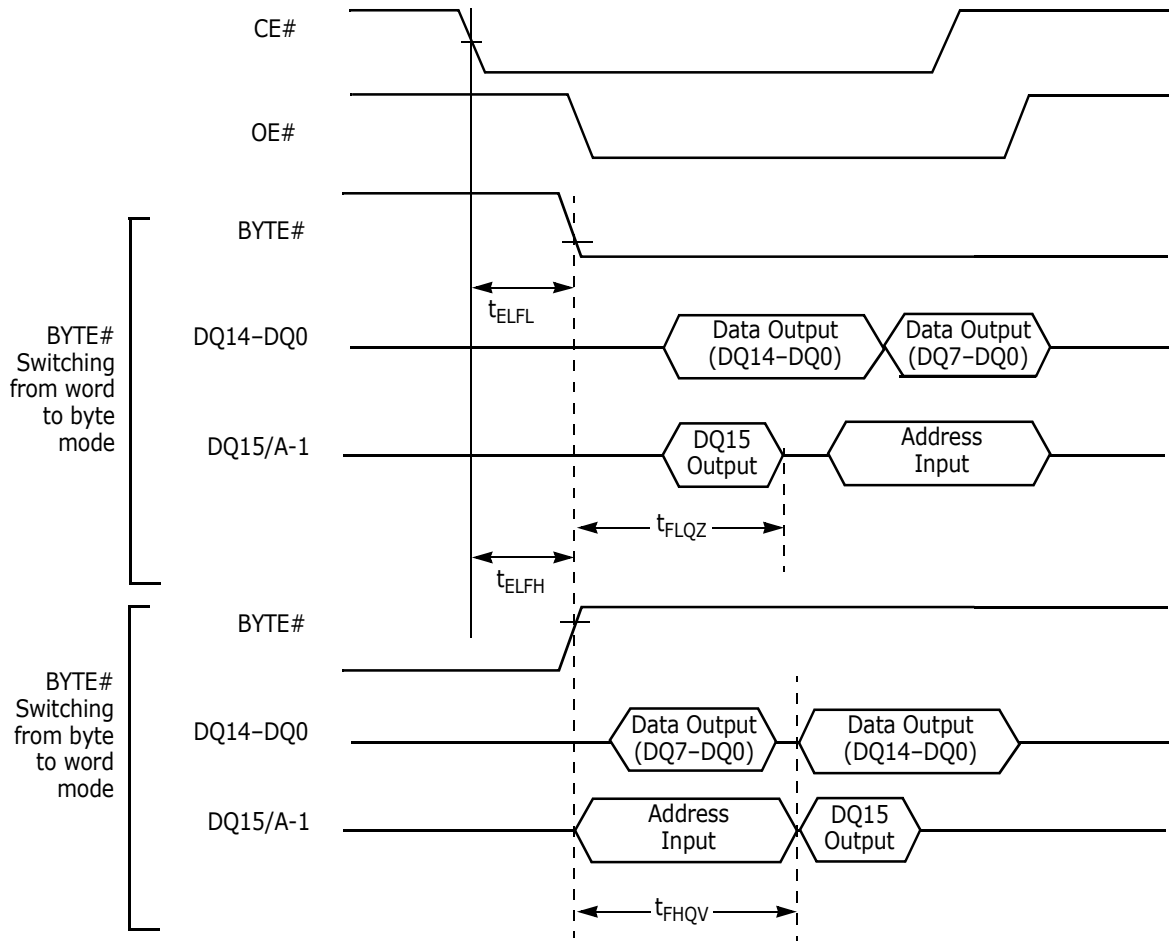 CE#
OE#
BYTE#
Switching
from word
to byte
mode
BYTE#
tELFL
DQ14–DQ0
Data Output
(DQ14–DQ0)
Data Output
(DQ7–DQ0)
DQ15/A-1
DQ15
Output
Address
Input
tFLQZ
tELFH
BYTE#
Switching
from byte
to word
mode
BYTE#
DQ14–DQ0
Data Output
(DQ7–DQ0)
Data Output
(DQ14–DQ0)
DQ15/A-1
Address
Input
DQ15
Output
tFHQV